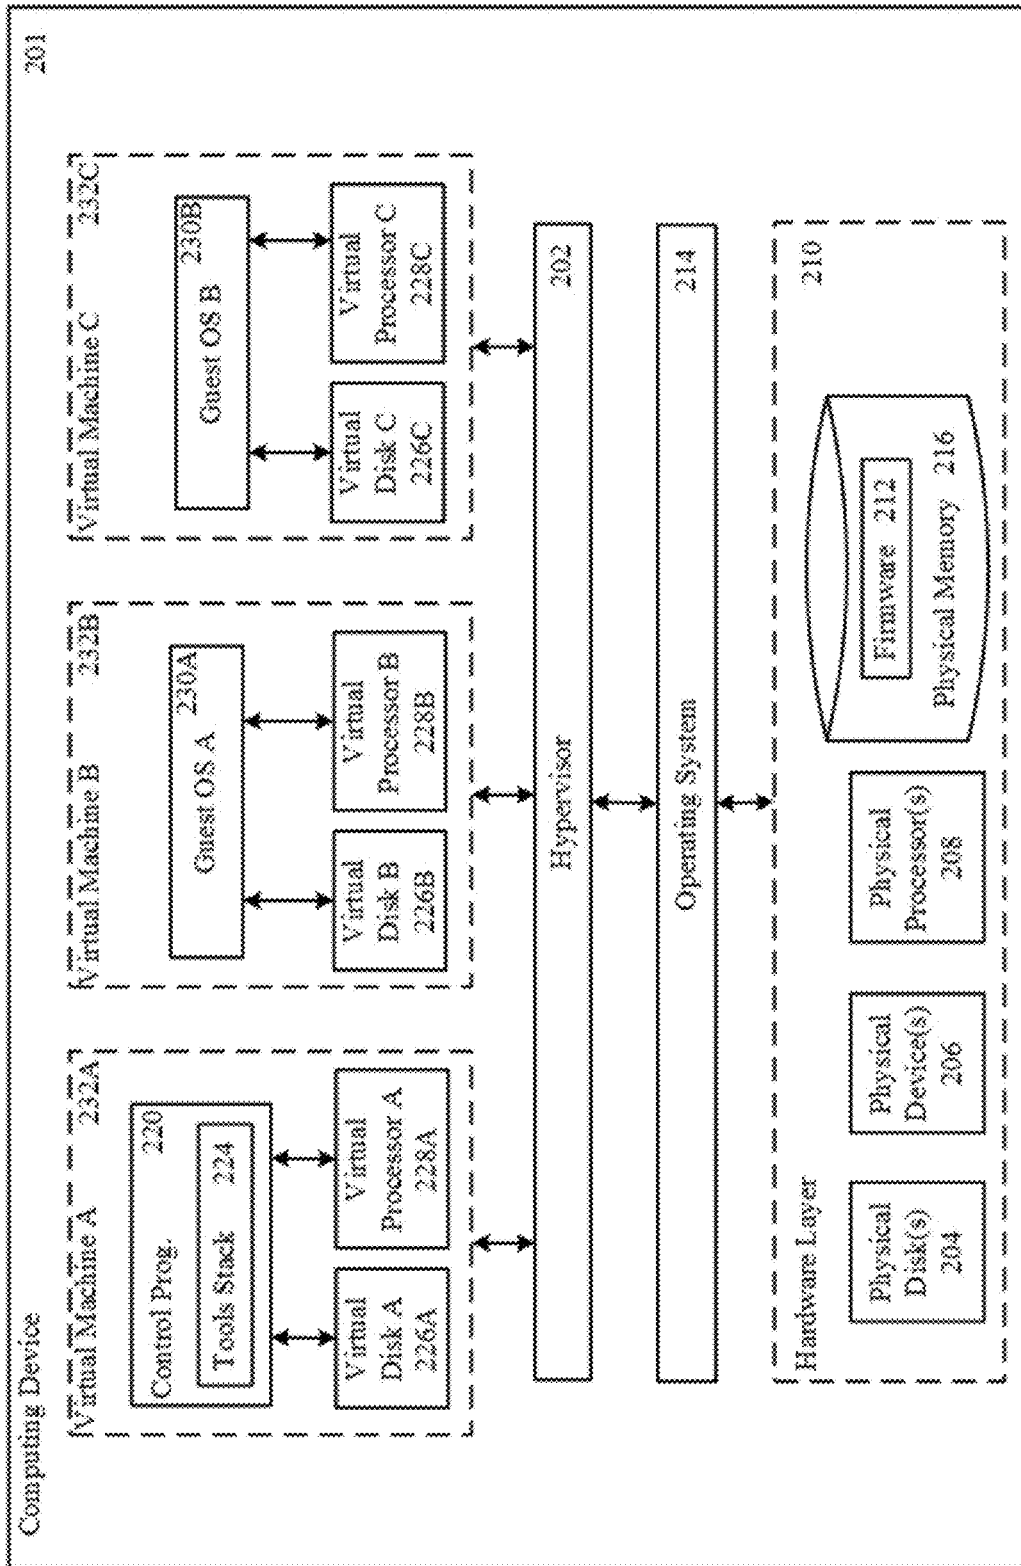 Computing Device
201
Virtual Machine A
232A
Control Prog.
220
Tools Stack
224
Virtual
Disk A
226A
Virtual
Processor A
228A
Virtual Machine B
232B
Guest OS A
230A
Virtual
Disk B
226B
Virtual
Processor B
228B
Virtual Machine C
232C
Guest OS B
230B
Virtual
Disk C
226C
Virtual
Processor C
228C
Hypervisor
202
Operating System
214
Hardware Layer
210
Physical
Disk(s)
204
Physical
Device(s)
206
Physical
Processor(s)
208
Firmware 212
Physical Memory 216